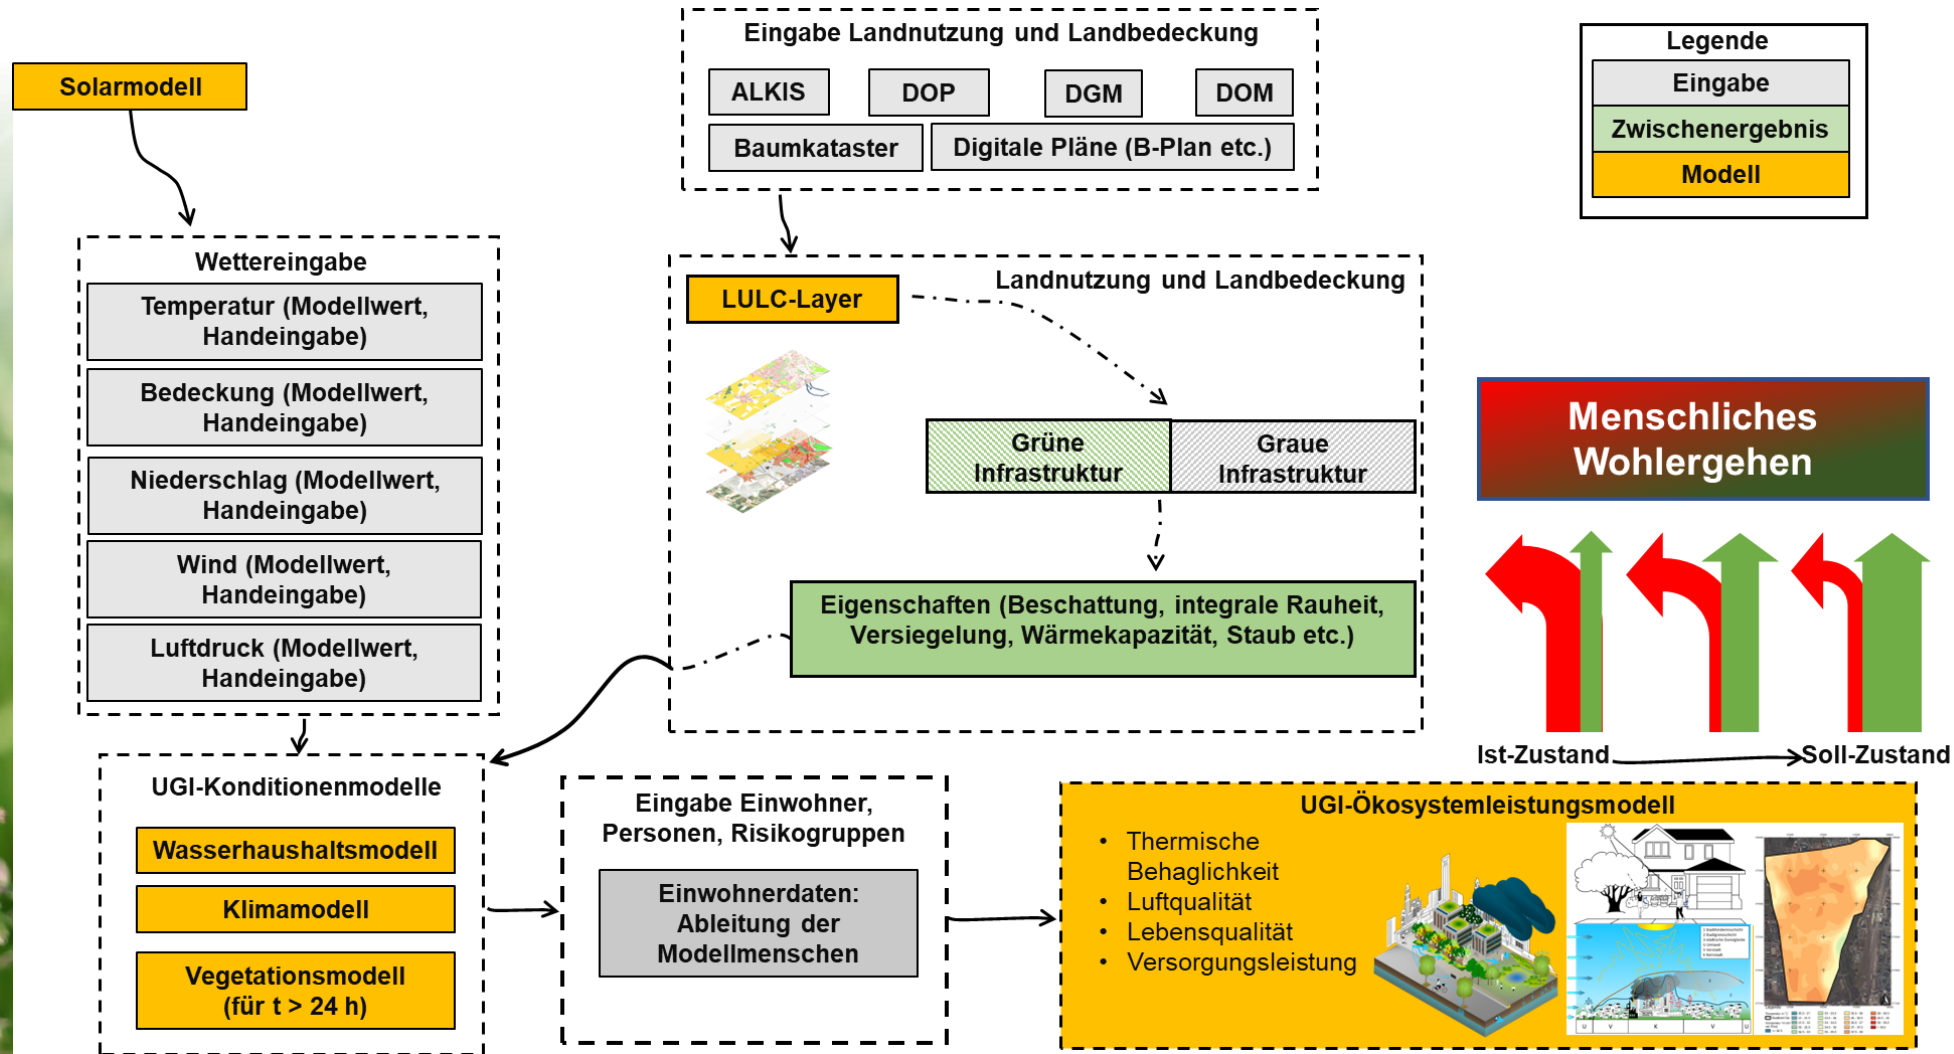 Solarmodell
Eingabe Landnutzung und Landbedeckung
ALKIS
DOP
DGM
DOM
Baumkataster
Digitale Pläne (B-Plan etc.)
Legende
Eingabe
Zwischenergebnis
Modell
Wettereingabe
Temperatur (Modellwert,
Handeingabe)
Bedeckung (Modellwert,
Handeingabe)
Niederschlag (Modellwert,
Handeingabe)
Wind (Modellwert,
Handeingabe)
Luftdruck (Modellwert,
Handeingabe)
LULC-Layer
Landnutzung und Landbedeckung
Grüne
Infrastruktur
Graue
Infrastruktur
Eigenschaften (Beschattung, integrale Rauheit,
Versiegelung, Wärmekapazität, Staub etc.)
Menschliches
Wohlergehen
Ist-Zustand
Soll-Zustand
UGI-Konditionenmodelle
Wasserhaushaltsmodell
Klimamodell
Vegetationsmodell
(für t > 24 h)
Eingabe Einwohner,
Personen, Risikogruppen
Einwohnerdaten:
Ableitung der
Modellmenschen
UGI-Ökosystemleistungsmodell
• Thermische
Behaglichkeit
• Luftqualität
• Lebensqualität
• Versorgungsleistung
U V K V U